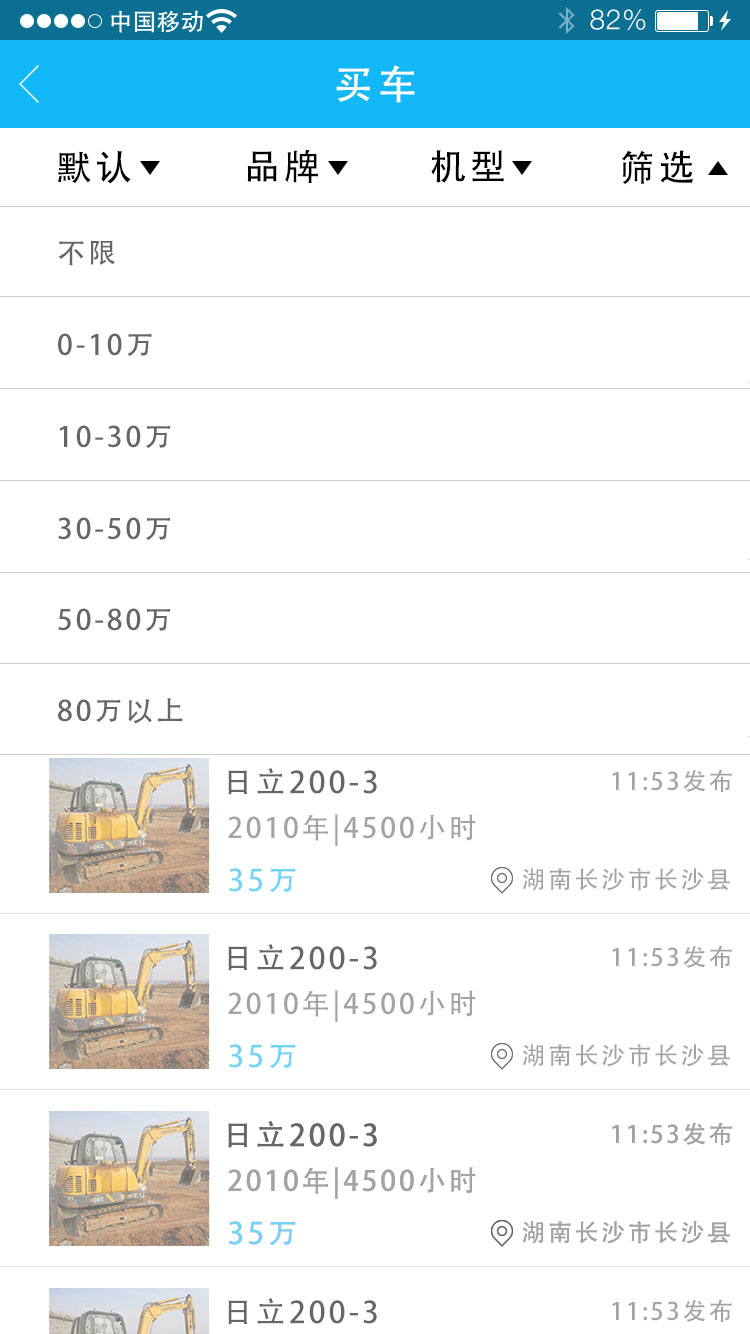 中国移动 82%
买车
默认 品牌 机型 筛选
不限
0-10万
10-30万
30-50万
50-80万
80万以上
日立200-3 11:53发布
2010年|4500小时
35万 湖南长沙市长沙县
日立200-3 11:53发布
2010年|4500小时
35万 湖南长沙市长沙县
日立200-3 11:53发布
2010年|4500小时
35万 湖南长沙市长沙县
日立200-3 11:53发布